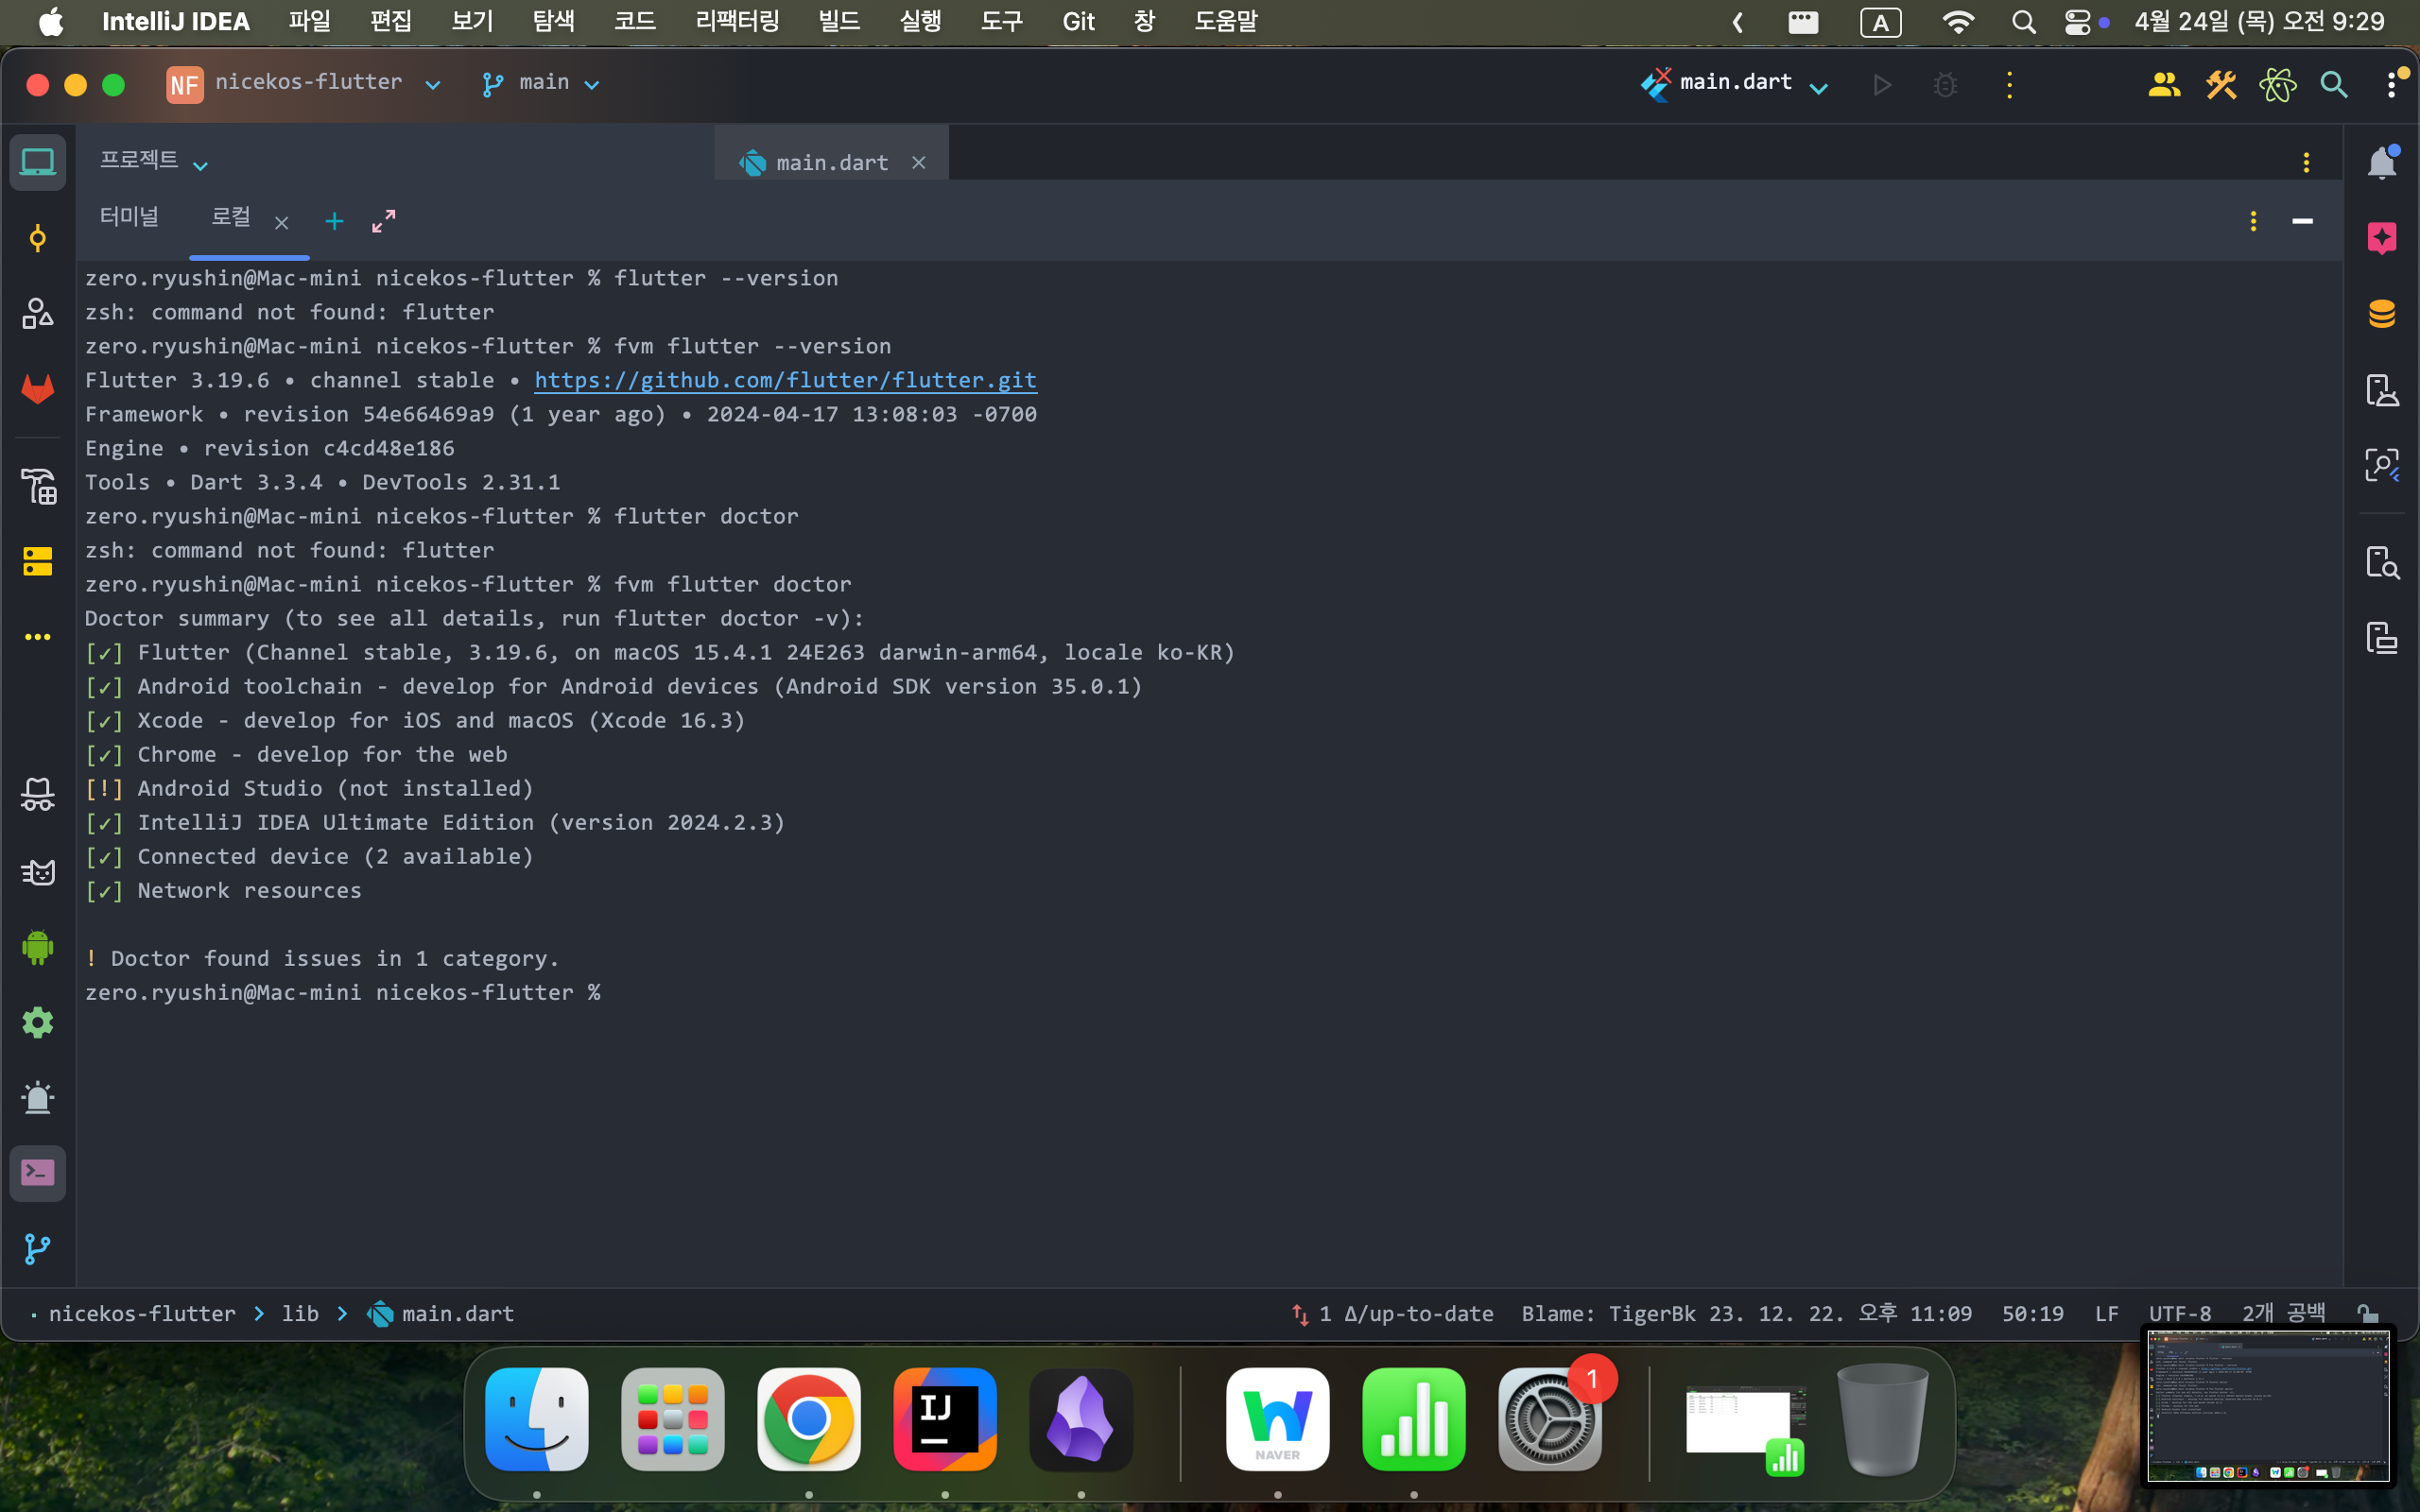 IntelliJ IDEA 파일 편집 보기 탐색 코드 리팩터링 빌드 실행 도구 Git 창 도움말 A 4월 24일 (목) 오전 9:29
NF nicekos-flutter main main.dart
프로젝트 main.dart
터미널 로컬
zero.ryushin@Mac-mini nicekos-flutter % flutter --version
zsh: command not found: flutter
zero.ryushin@Mac-mini nicekos-flutter % fvm flutter --version
Flutter 3.19.6 • channel stable • https://github.com/flutter/flutter.git
Framework • revision 54e66469a9 (1 year ago) • 2024-04-17 13:08:03 -0700
Engine • revision c4cd48e186
Tools • Dart 3.3.4 • DevTools 2.31.1
zero.ryushin@Mac-mini nicekos-flutter % flutter doctor
zsh: command not found: flutter
zero.ryushin@Mac-mini nicekos-flutter % fvm flutter doctor
Doctor summary (to see all details, run flutter doctor -v):
[✓] Flutter (Channel stable, 3.19.6, on macOS 15.4.1 24E263 darwin-arm64, locale ko-KR)
[✓] Android toolchain - develop for Android devices (Android SDK version 35.0.1)
[✓] Xcode - develop for iOS and macOS (Xcode 16.3)
[✓] Chrome - develop for the web
[!] Android Studio (not installed)
[✓] IntelliJ IDEA Ultimate Edition (version 2024.2.3)
[✓] Connected device (2 available)
[✓] Network resources
! Doctor found issues in 1 category.
zero.ryushin@Mac-mini nicekos-flutter %
nicekos-flutter > lib > main.dart 1 Δ/up-to-date Blame: TigerBk 23. 12. 22. 오후 11:09 50:19 LF UTF-8 2개 공백
IJ NAVER 1